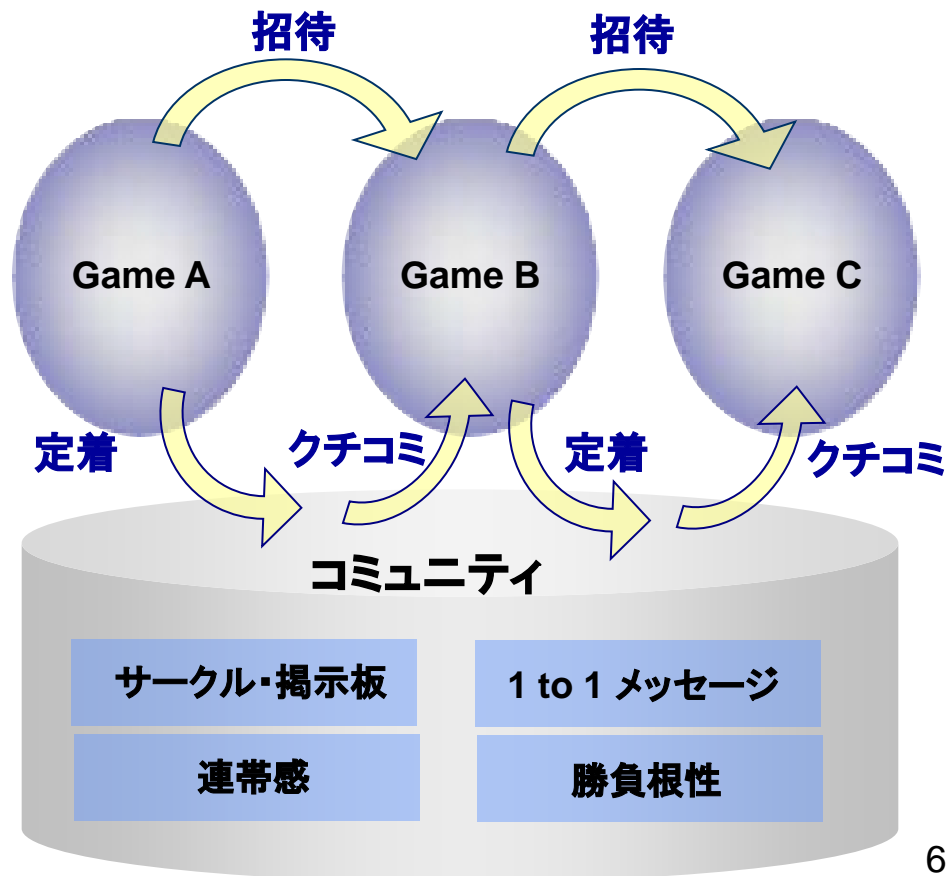 招待
招待
Game A
Game B
Game C
定着
クチコミ
定着
クチコミ
コミュニティ
サークル・掲示板
1 to 1 メッセージ
連帯感
勝負根性
6